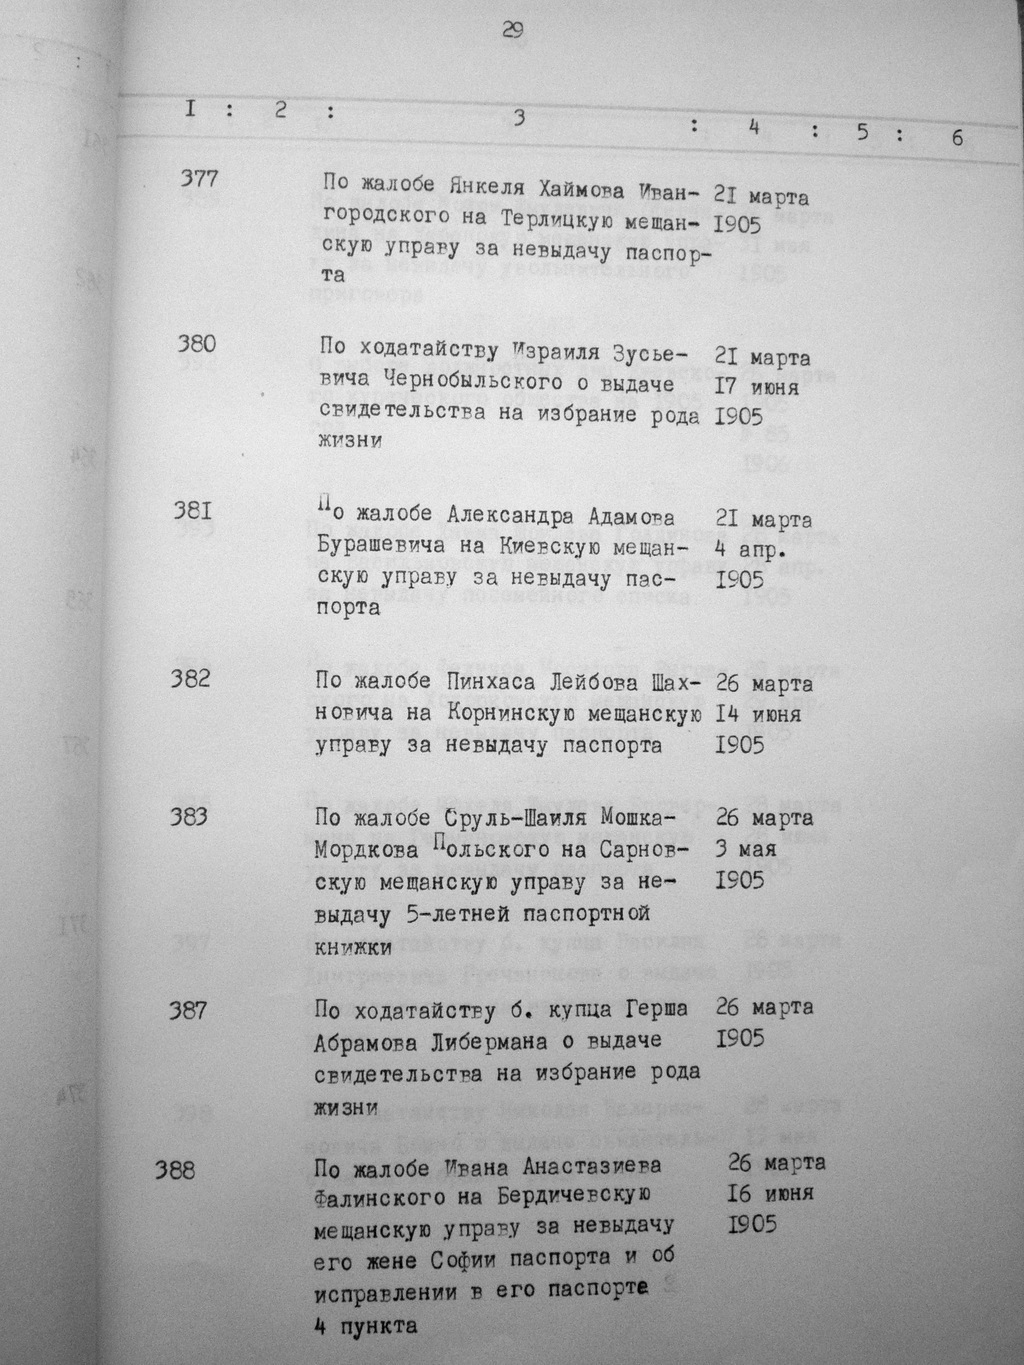 29
I : 2 : 3 : 4 : 5 : 6
377 По жалобе Янкеля Хаймова Иван- 21 марта
городского на Терлицкую мещан- 1905
скую управу за невыдачу паспор-
та
380 По ходатайству Израиля Зусье- 21 марта
вича Чернобыльского о выдаче 17 июня
свидетельства на избрание рода 1905
жизни
381 По жалобе Александра Адамова 21 марта
Бурашевича на Киевскую мещан- 4 апр.
скую управу за невыдачу пас- 1905
порта
382 По жалобе Пинхаса Лейбова Шах- 26 марта
новича на Корнинскую мещанскую 14 июня
управу за невыдачу паспорта 1905
383 По жалобе Сруль-Шаиля Мошка- 26 марта
Мордкова Польского на Сарнов- 3 мая
скую мещанскую управу за не- 1905
выдачу 5-летней паспортной
книжки
387 По ходатайству б. купца Герша 26 марта
Абрамова Либермана о выдаче 1905
свидетельства на избрание рода
жизни
388 По жалобе Ивана Анастазиева 26 марта
Фалинского на Бердичевскую 16 июня
мещанскую управу за невыдачу 1905
его жене Софии паспорта и об
исправлении в его паспорте
4 пункта